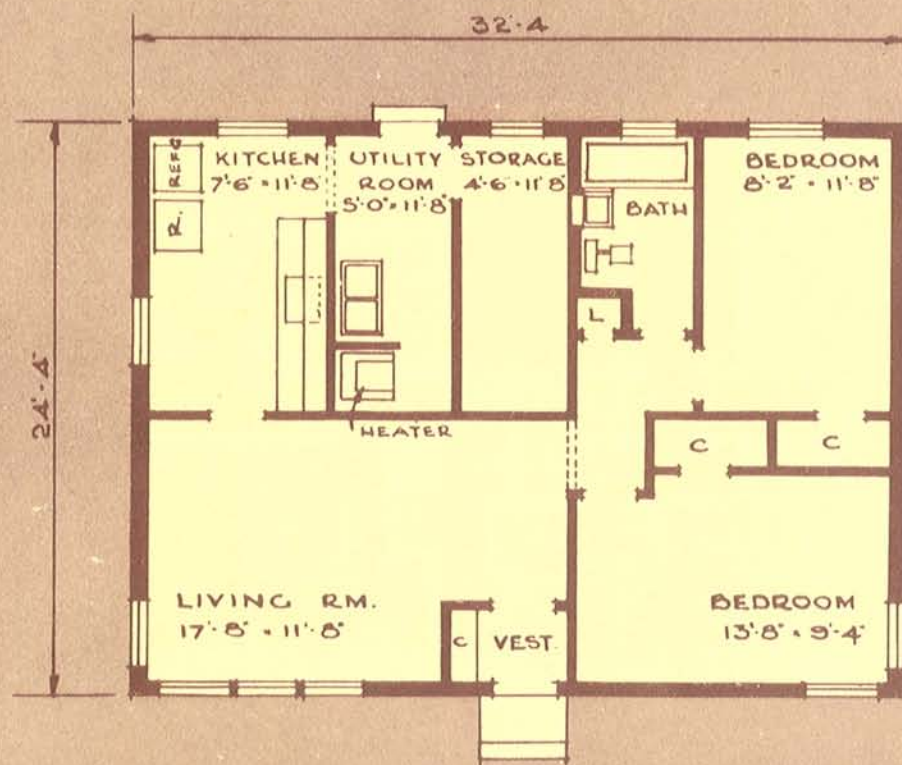 32'-4
24'-4"
REFG
R.
KITCHEN
7'-6" × 11'-8"
UTILITY
ROOM
5'-0" × 11'-8"
STORAGE
4'-6" × 11'8"
BATH
BEDROOM
8'-2" × 11'-8"
L
HEATER
C
C
LIVING RM.
17'-8" × 11'-8"
C
VEST.
BEDROOM
13'-8" × 9'-4"